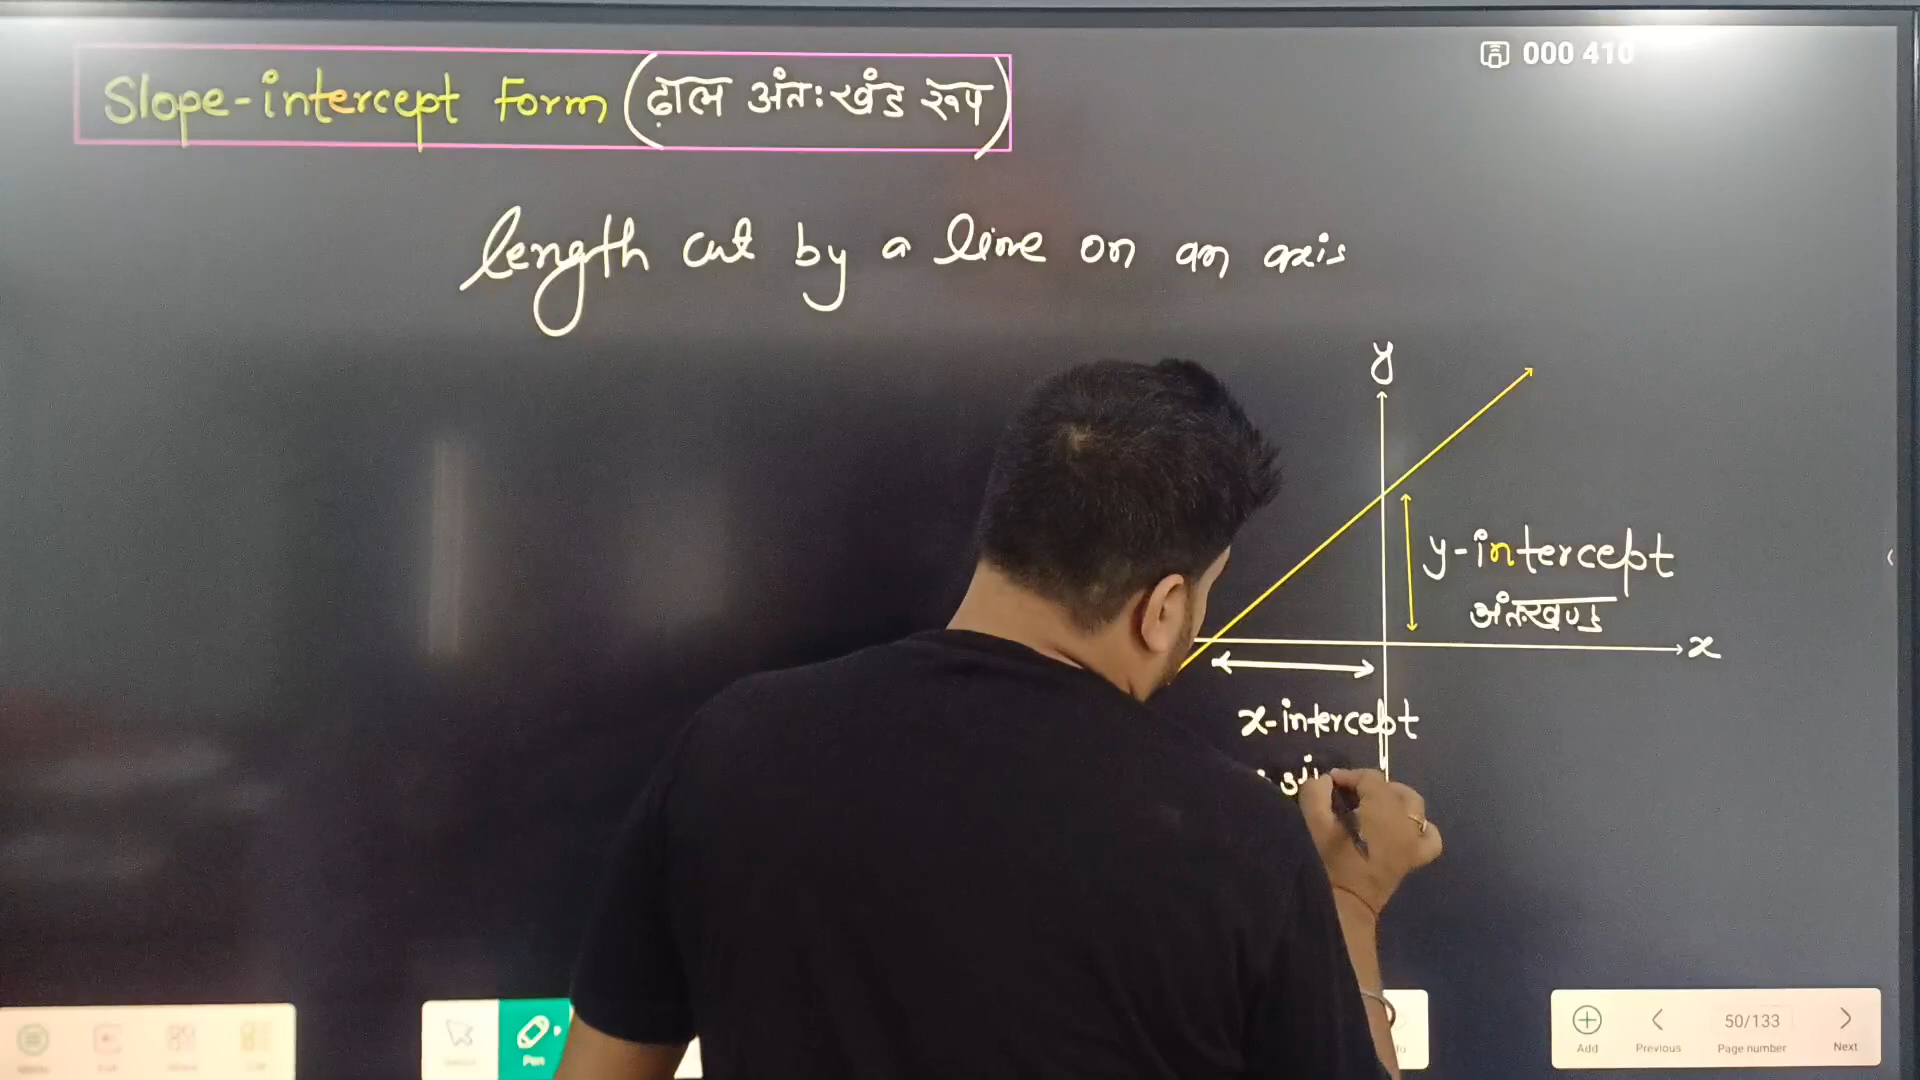 000 410
Slope-intercept Form (ढ़ाल अंतःखंड रूप)
length cut by a line on an axis
y
y-intercept
अंतःखण्ड
x
x-intercept
Pen
Add
Previous
50/133
Page number
Next